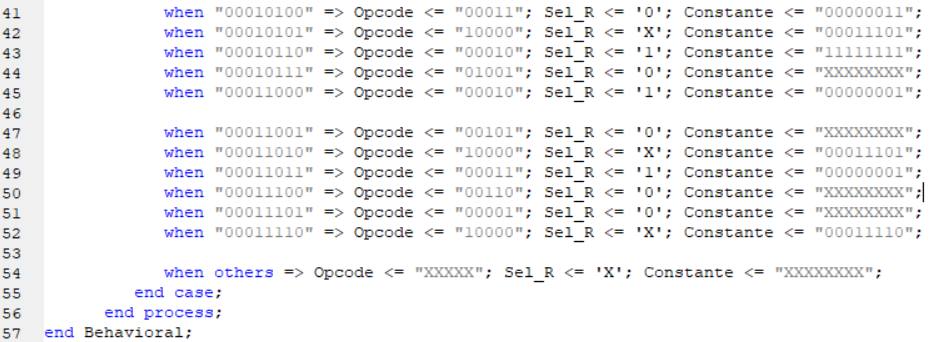 41 when "00010100" => Opcode <= "00011"; Sel_R <= '0'; Constante <= "00000011";
42 when "00010101" => Opcode <= "10000"; Sel_R <= 'X'; Constante <= "00011101";
43 when "00010110" => Opcode <= "00010"; Sel_R <= '1'; Constante <= "11111111";
44 when "00010111" => Opcode <= "01001"; Sel_R <= '0'; Constante <= "XXXXXXXX";
45 when "00011000" => Opcode <= "00010"; Sel_R <= '1'; Constante <= "00000001";
46
47 when "00011001" => Opcode <= "00101"; Sel_R <= '0'; Constante <= "XXXXXXXX";
48 when "00011010" => Opcode <= "10000"; Sel_R <= 'X'; Constante <= "00011101";
49 when "00011011" => Opcode <= "00011"; Sel_R <= '1'; Constante <= "00000001";
50 when "00011100" => Opcode <= "00110"; Sel_R <= '0'; Constante <= "XXXXXXXX";
51 when "00011101" => Opcode <= "00001"; Sel_R <= '0'; Constante <= "XXXXXXXX";
52 when "00011110" => Opcode <= "10000"; Sel_R <= 'X'; Constante <= "00011110";
53
54 when others => Opcode <= "XXXXX"; Sel_R <= 'X'; Constante <= "XXXXXXXX";
55 end case;
56 end process;
57 end Behavioral;